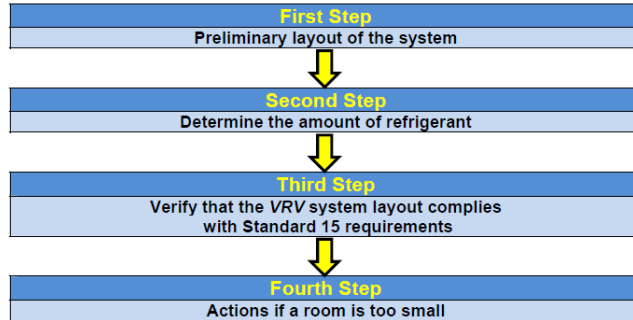 First Step
Preliminary layout of the system
Second Step
Determine the amount of refrigerant
Third Step
Verify that the VRV system layout complies
with Standard 15 requirements
Fourth Step
Actions if a room is too small